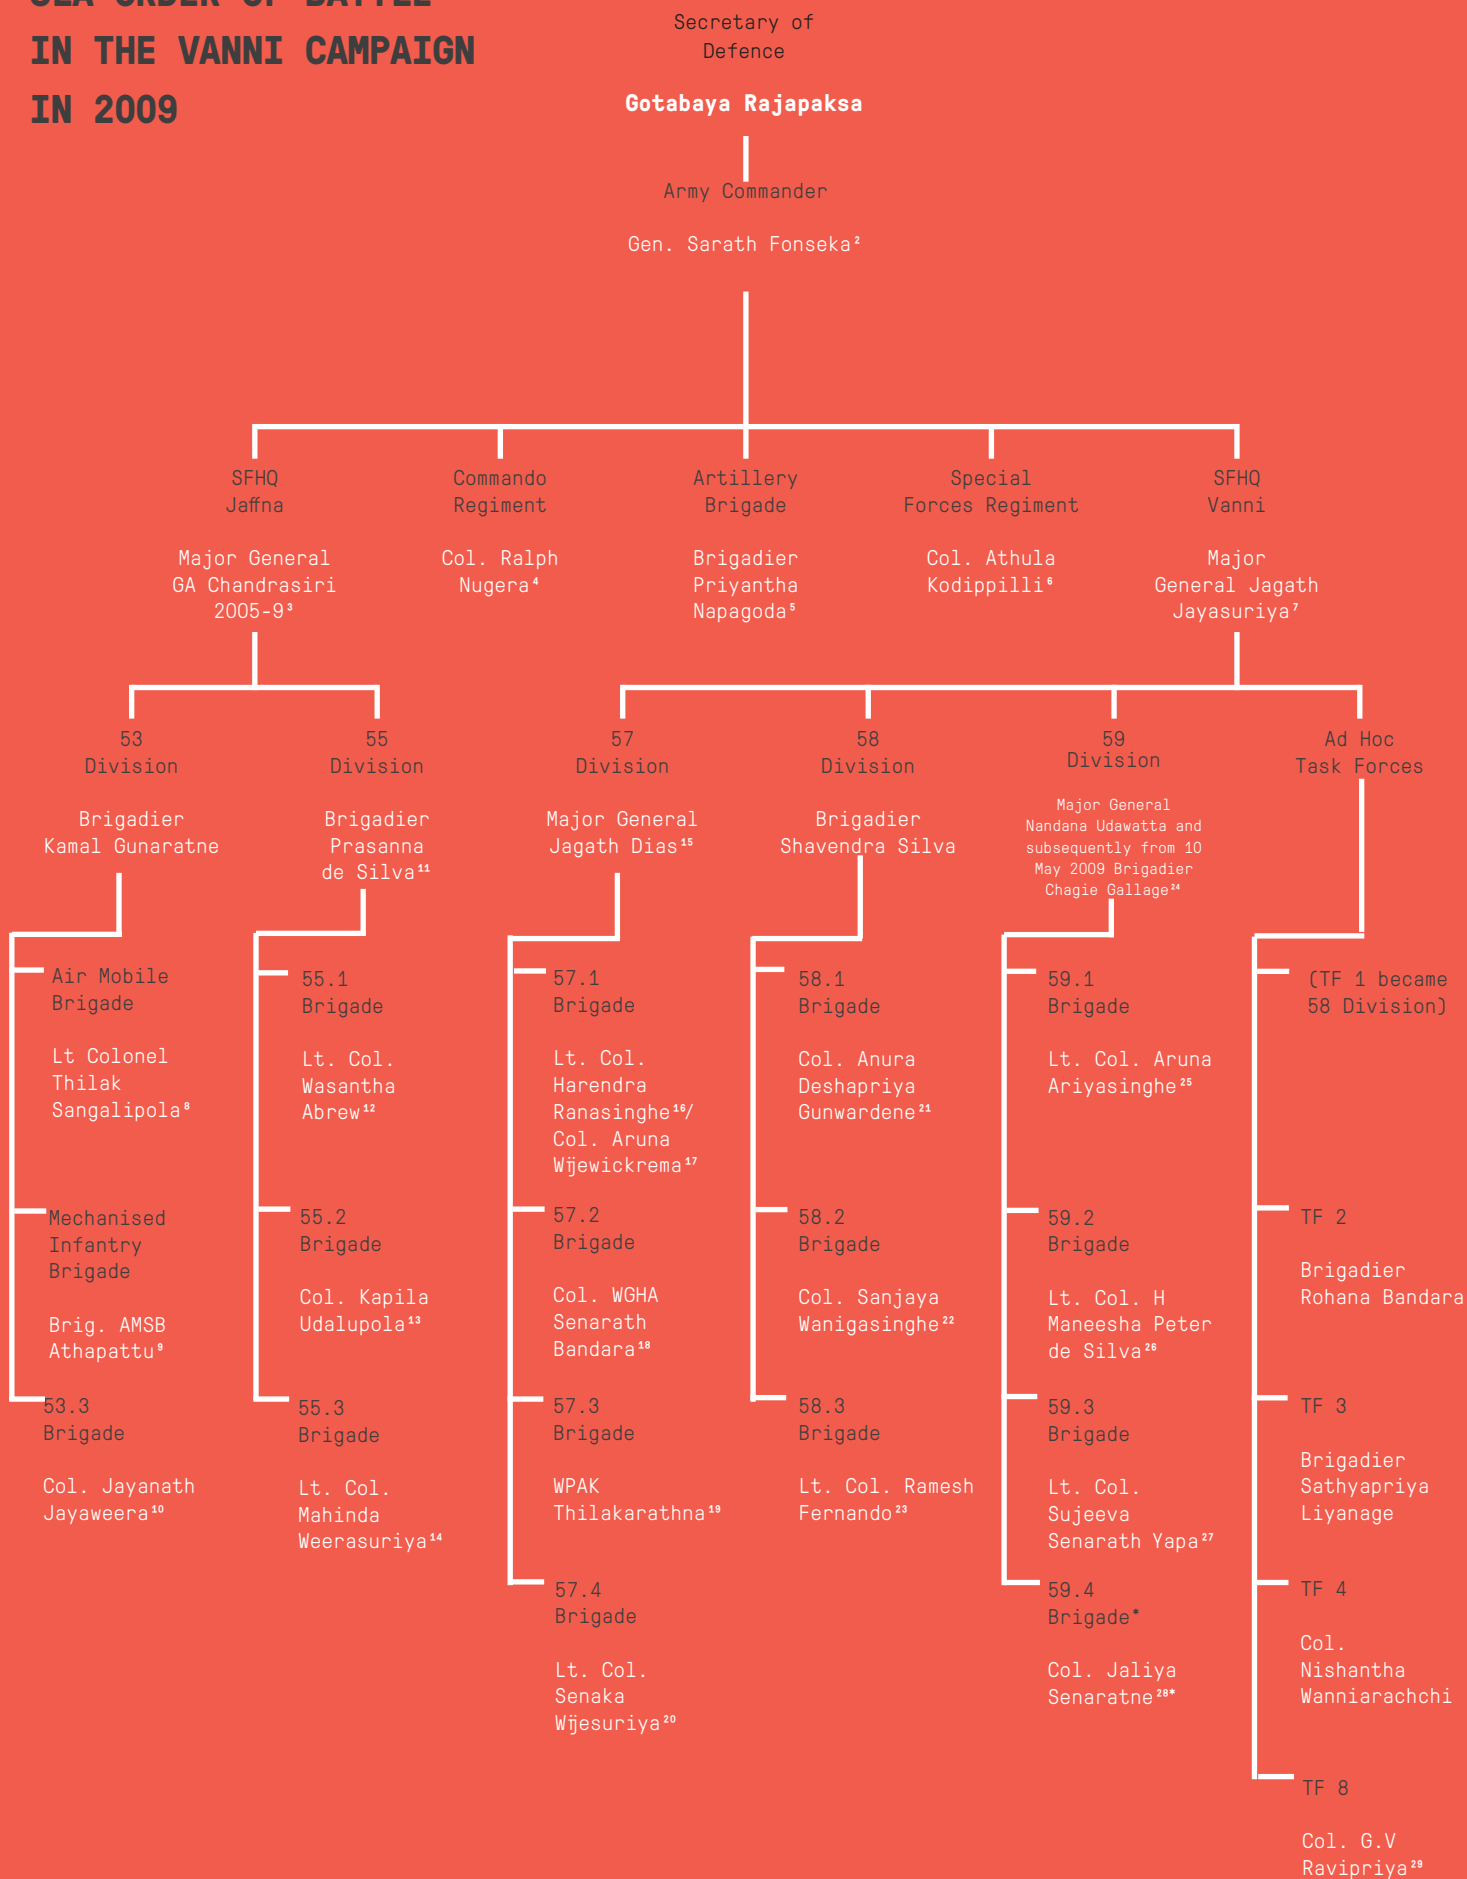 SLA ORDER OF BATTLE
IN THE VANNI CAMPAIGN
IN 2009
Secretary of
Defence
Gotabaya Rajapaksa
Army Commander
Gen. Sarath Fonseka²
SFHQ
Jaffna
Major General
GA Chandrasiri
2005-9³
Commando
Regiment
Col. Ralph
Nugera⁴
Artillery
Brigade
Brigadier
Priyantha
Napagoda⁵
Special
Forces Regiment
Col. Athula
Kodippilli⁶
SFHQ
Vanni
Major
General Jagath
Jayasuriya⁷
53
Division
Brigadier
Kamal Gunaratne
55
Division
Brigadier
Prasanna
de Silva¹¹
57
Division
Major General
Jagath Dias¹⁵
58
Division
Brigadier
Shavendra Silva
59
Division
Major General
Nandana Udawatta and
subsequently from 10
May 2009 Brigadier
Chagie Gallage²⁴
Ad Hoc
Task Forces
Air Mobile
Brigade
Lt Colonel
Thilak
Sangalipola⁸
Mechanised
Infantry
Brigade
Brig. AMSB
Athapattu⁹
53.3
Brigade
Col. Jayanath
Jayaweera¹⁰
55.1
Brigade
Lt. Col.
Wasantha
Abrew¹²
55.2
Brigade
Col. Kapila
Udalupola¹³
55.3
Brigade
Lt. Col.
Mahinda
Weerasuriya¹⁴
57.1
Brigade
Lt. Col.
Harendra
Ranasinghe¹⁶/
Col. Aruna
Wijewickrema¹⁷
57.2
Brigade
Col. WGHA
Senarath
Bandara¹⁸
57.3
Brigade
WPAK
Thilakarathna¹⁹
57.4
Brigade
Lt. Col.
Senaka
Wijesuriya²⁰
58.1
Brigade
Col. Anura
Deshapriya
Gunwardene²¹
58.2
Brigade
Col. Sanjaya
Wanigasinghe²²
58.3
Brigade
Lt. Col. Ramesh
Fernando²³
59.1
Brigade
Lt. Col. Aruna
Ariyasinghe²⁵
59.2
Brigade
Lt. Col. H
Maneesha Peter
de Silva²⁶
59.3
Brigade
Lt. Col.
Sujeeva
Senarath Yapa²⁷
59.4
Brigade*
Col. Jaliya
Senaratne²⁸*
(TF 1 became
58 Division)
TF 2
Brigadier
Rohana Bandara
TF 3
Brigadier
Sathyapriya
Liyanage
TF 4
Col.
Nishantha
Wanniarachchi
TF 8
Col. G.V
Ravipriya²⁹